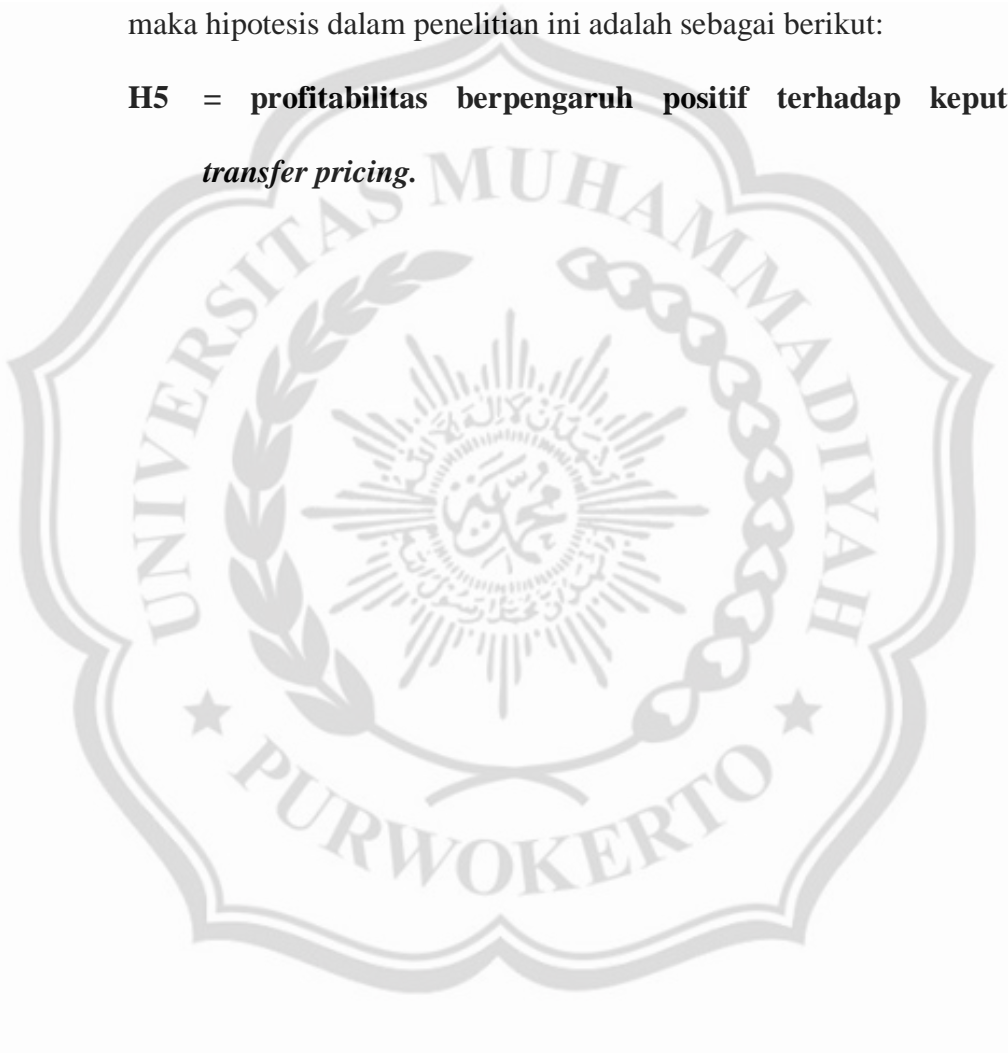 maka hipotesis dalam penelitian ini adalah sebagai berikut:
H5 = profitabilitas berpengaruh positif terhadap keput
transfer pricing.
UNIVERSITAS MUHAMMADIYAH
PURWOKERTO